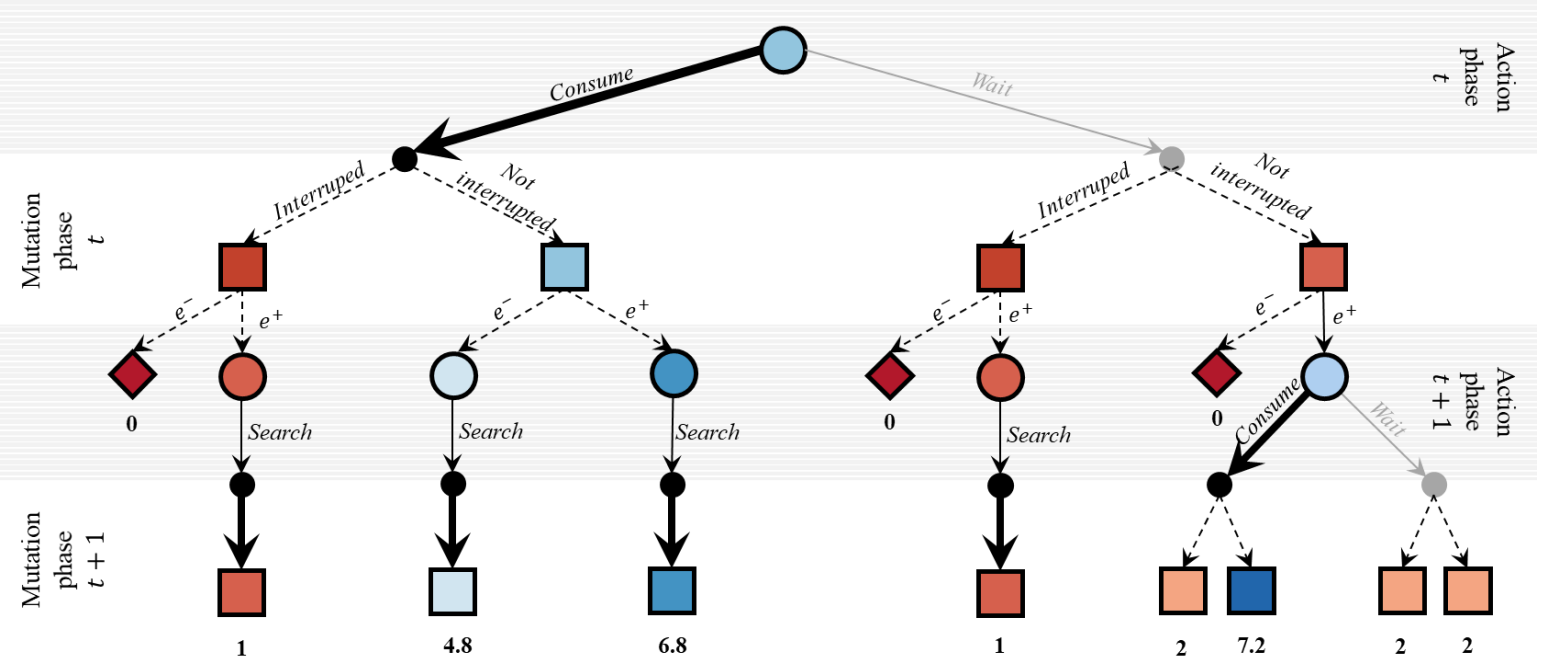 Action
phase
t
Consume
Wait
Mutation
phase
t
Interruped
Not
interrupted
Interruped
Not
interrupted
e⁻
e⁺
e⁻
e⁺
e⁻
e⁺
e⁻
e⁺
Action
phase
t + 1
0
Search
Search
Search
0
Search
0
Consume
Wait
Mutation
phase
t + 1
1
4.8
6.8
1
2
7.2
2
2